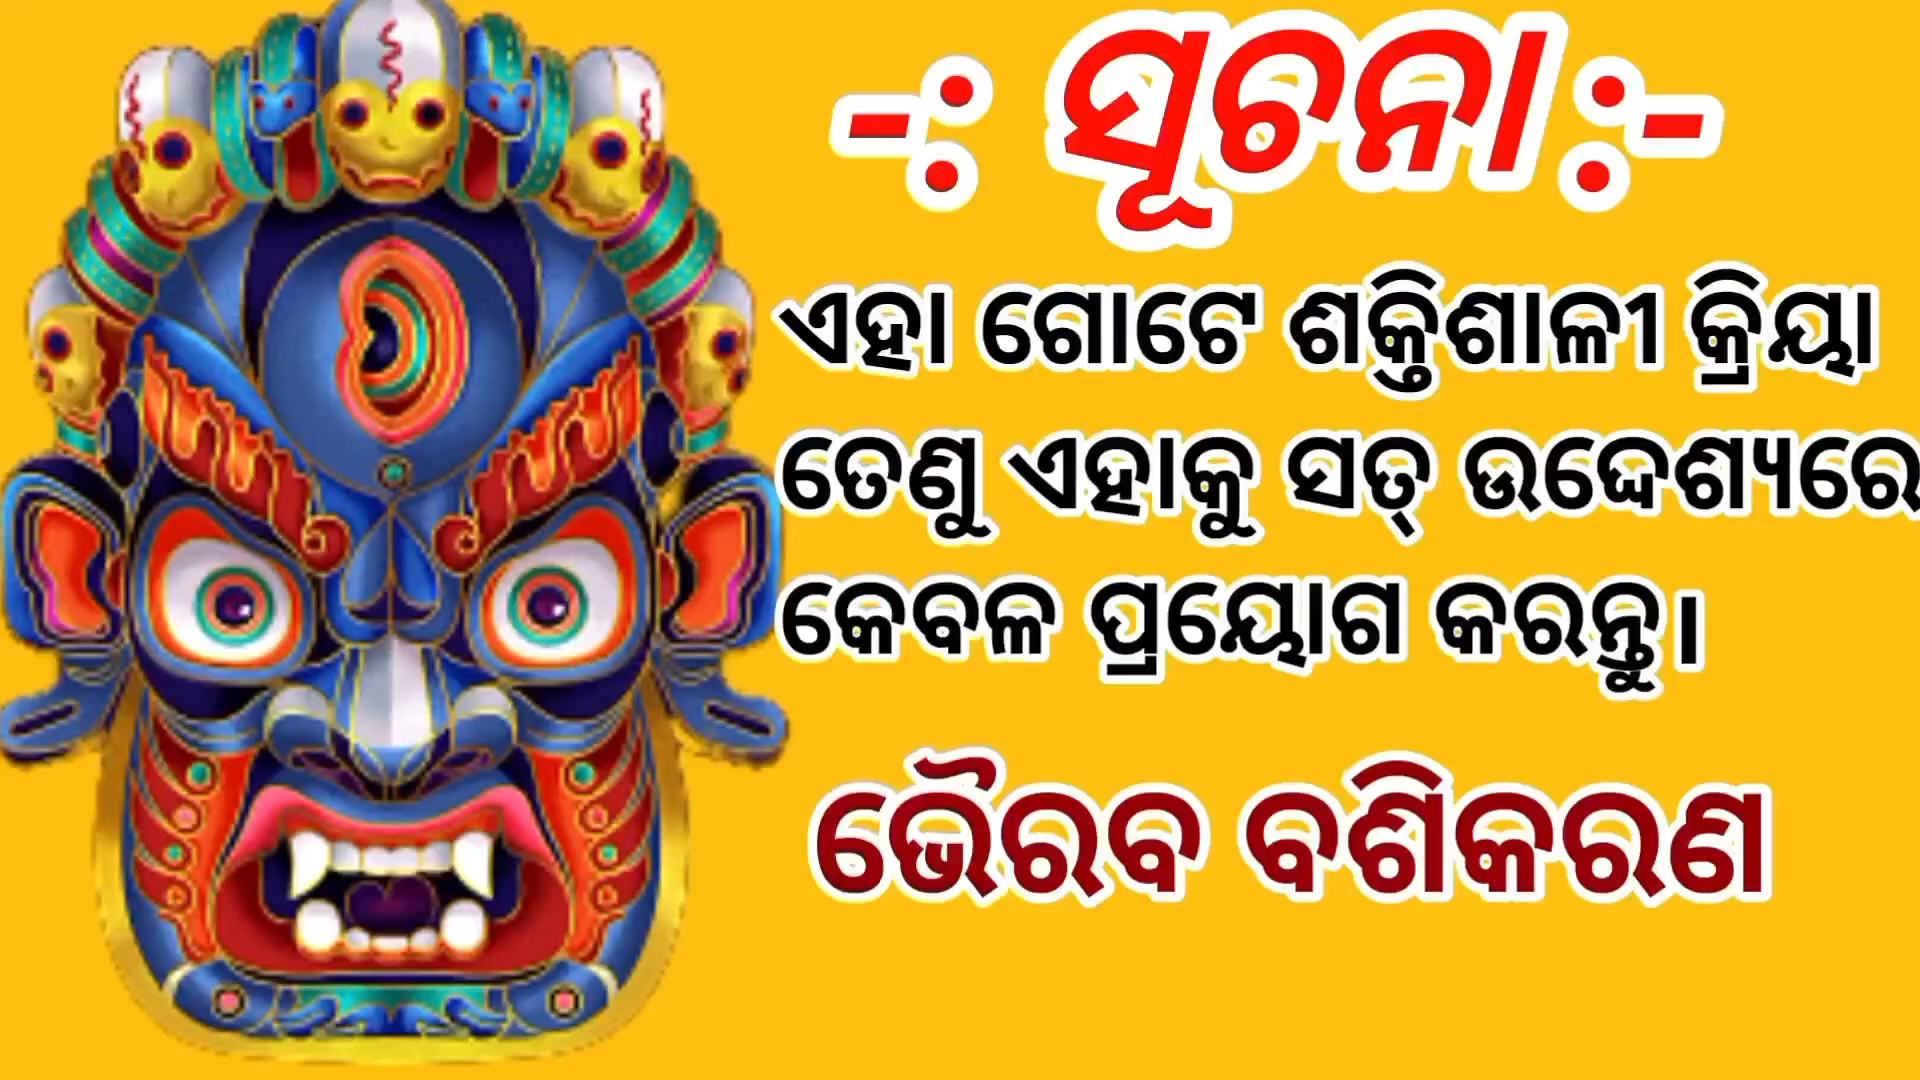 -: ସୂଚନା :-
ଏହା ଗୋଟେ ଶକ୍ତିଶାଳୀ କ୍ରିୟା
ତେଣୁ ଏହାକୁ ସତ୍ ଉଦ୍ଦେଶ୍ୟରେ
କେବଳ ପ୍ରୟୋଗ କରନ୍ତୁ।
ଭୈରବ ବଶିକରଣ